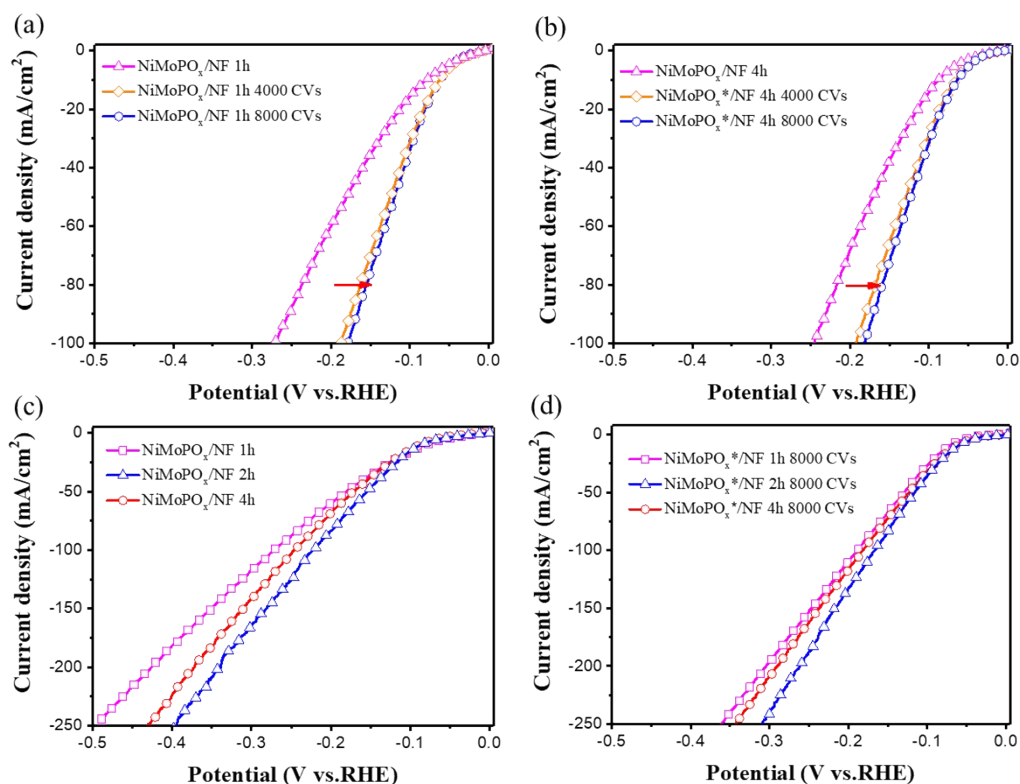 (a)
NiMoPOₓ/NF 1h
NiMoPOₓ/NF 1h 4000 CVs
NiMoPOₓ/NF 1h 8000 CVs
Current density (mA/cm²)
0
-20
-40
-60
-80
-100
-0.5
-0.4
-0.3
-0.2
-0.1
0.0
Potential (V vs.RHE)
(b)
NiMoPOₓ/NF 4h
NiMoPOₓ*/NF 4h 4000 CVs
NiMoPOₓ*/NF 4h 8000 CVs
Current density (mA/cm²)
0
-20
-40
-60
-80
-100
-0.5
-0.4
-0.3
-0.2
-0.1
0.0
Potential (V vs.RHE)
(c)
NiMoPOₓ/NF 1h
NiMoPOₓ/NF 2h
NiMoPOₓ/NF 4h
Current density (mA/cm²)
0
-50
-100
-150
-200
-250
-0.5
-0.4
-0.3
-0.2
-0.1
0.0
Potential (V vs.RHE)
(d)
NiMoPOₓ*/NF 1h 8000 CVs
NiMoPOₓ*/NF 2h 8000 CVs
NiMoPOₓ*/NF 4h 8000 CVs
Current density (mA/cm²)
0
-50
-100
-150
-200
-250
-0.5
-0.4
-0.3
-0.2
-0.1
0.0
Potential (V vs.RHE)